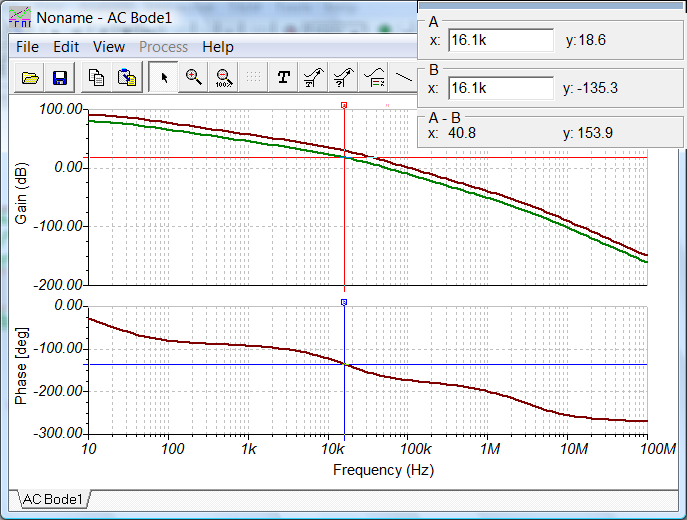 Noname - AC Bode1
File Edit View Process Help
A
x: 16.1k y:18.6
B
x: 16.1k y: -135.3
A - B
x: 40.8 y: 153.9
100%
T
100.00
0.00
-100.00
-200.00
Gain (dB)
0.00
-100.00
-200.00
-300.00
Phase [deg]
10 100 1k 10k 100k 1M 10M 100M
Frequency (Hz)
AC Bode1